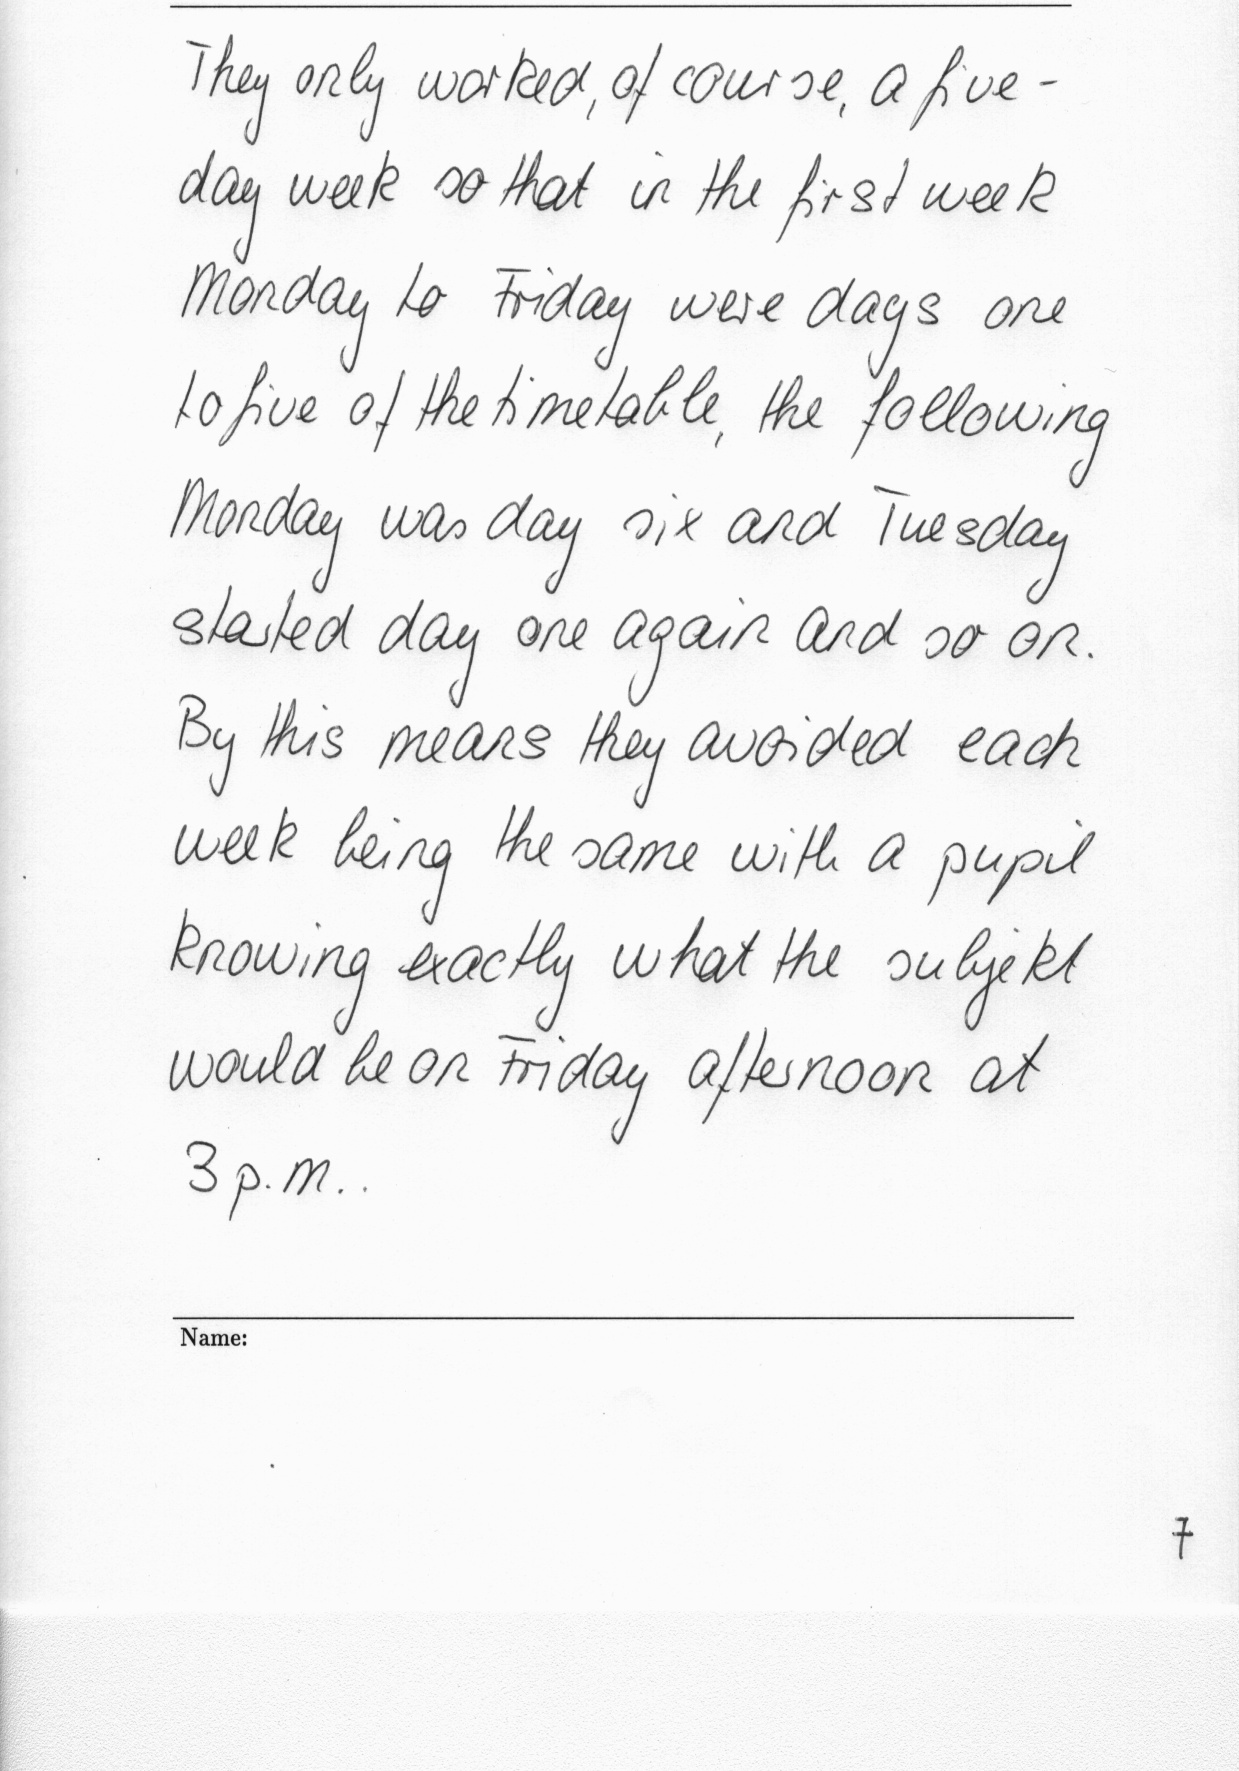 They only worked, of course, a five-
day week so that in the first week
Monday to Friday were days one
to five of the timetable, the following
Monday was day six and Tuesday
started day one again and so on.
By this means they avoided each
week being the same with a pupil
knowing exactly what the subjekt
would be on Friday afternoon at
3 p.m..
Name:
7